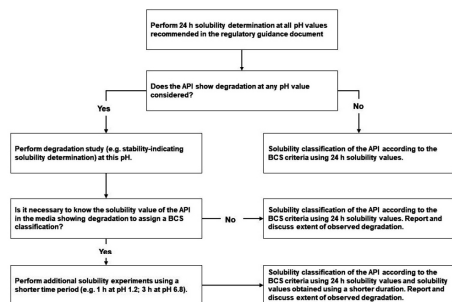 Perform 24 h solubility determination at all pH values
recommended in the regulatory guidance document
Does the API show degradation at any pH value
considered?
Yes
No
Perform degradation study (e.g. stability-indicating
solubility determination) at this pH.
Solubility classification of the API according to the
BCS criteria using 24 h solubility values.
Is it necessary to know the solubility value of the API
in the media showing degradation to assign a BCS
classification?
No
Solubility classification of the API according to the
BCS criteria using 24 h solubility values. Report and
discuss extent of observed degradation.
Yes
Perform additional solubility experiments using a
shorter time period (e.g. 1 h at pH 1.2; 3 h at pH 6.8).
Solubility classification of the API according to the
BCS criteria using 24 h solubility values and solubility
values obtained using a shorter duration. Report and
discuss extent of observed degradation.